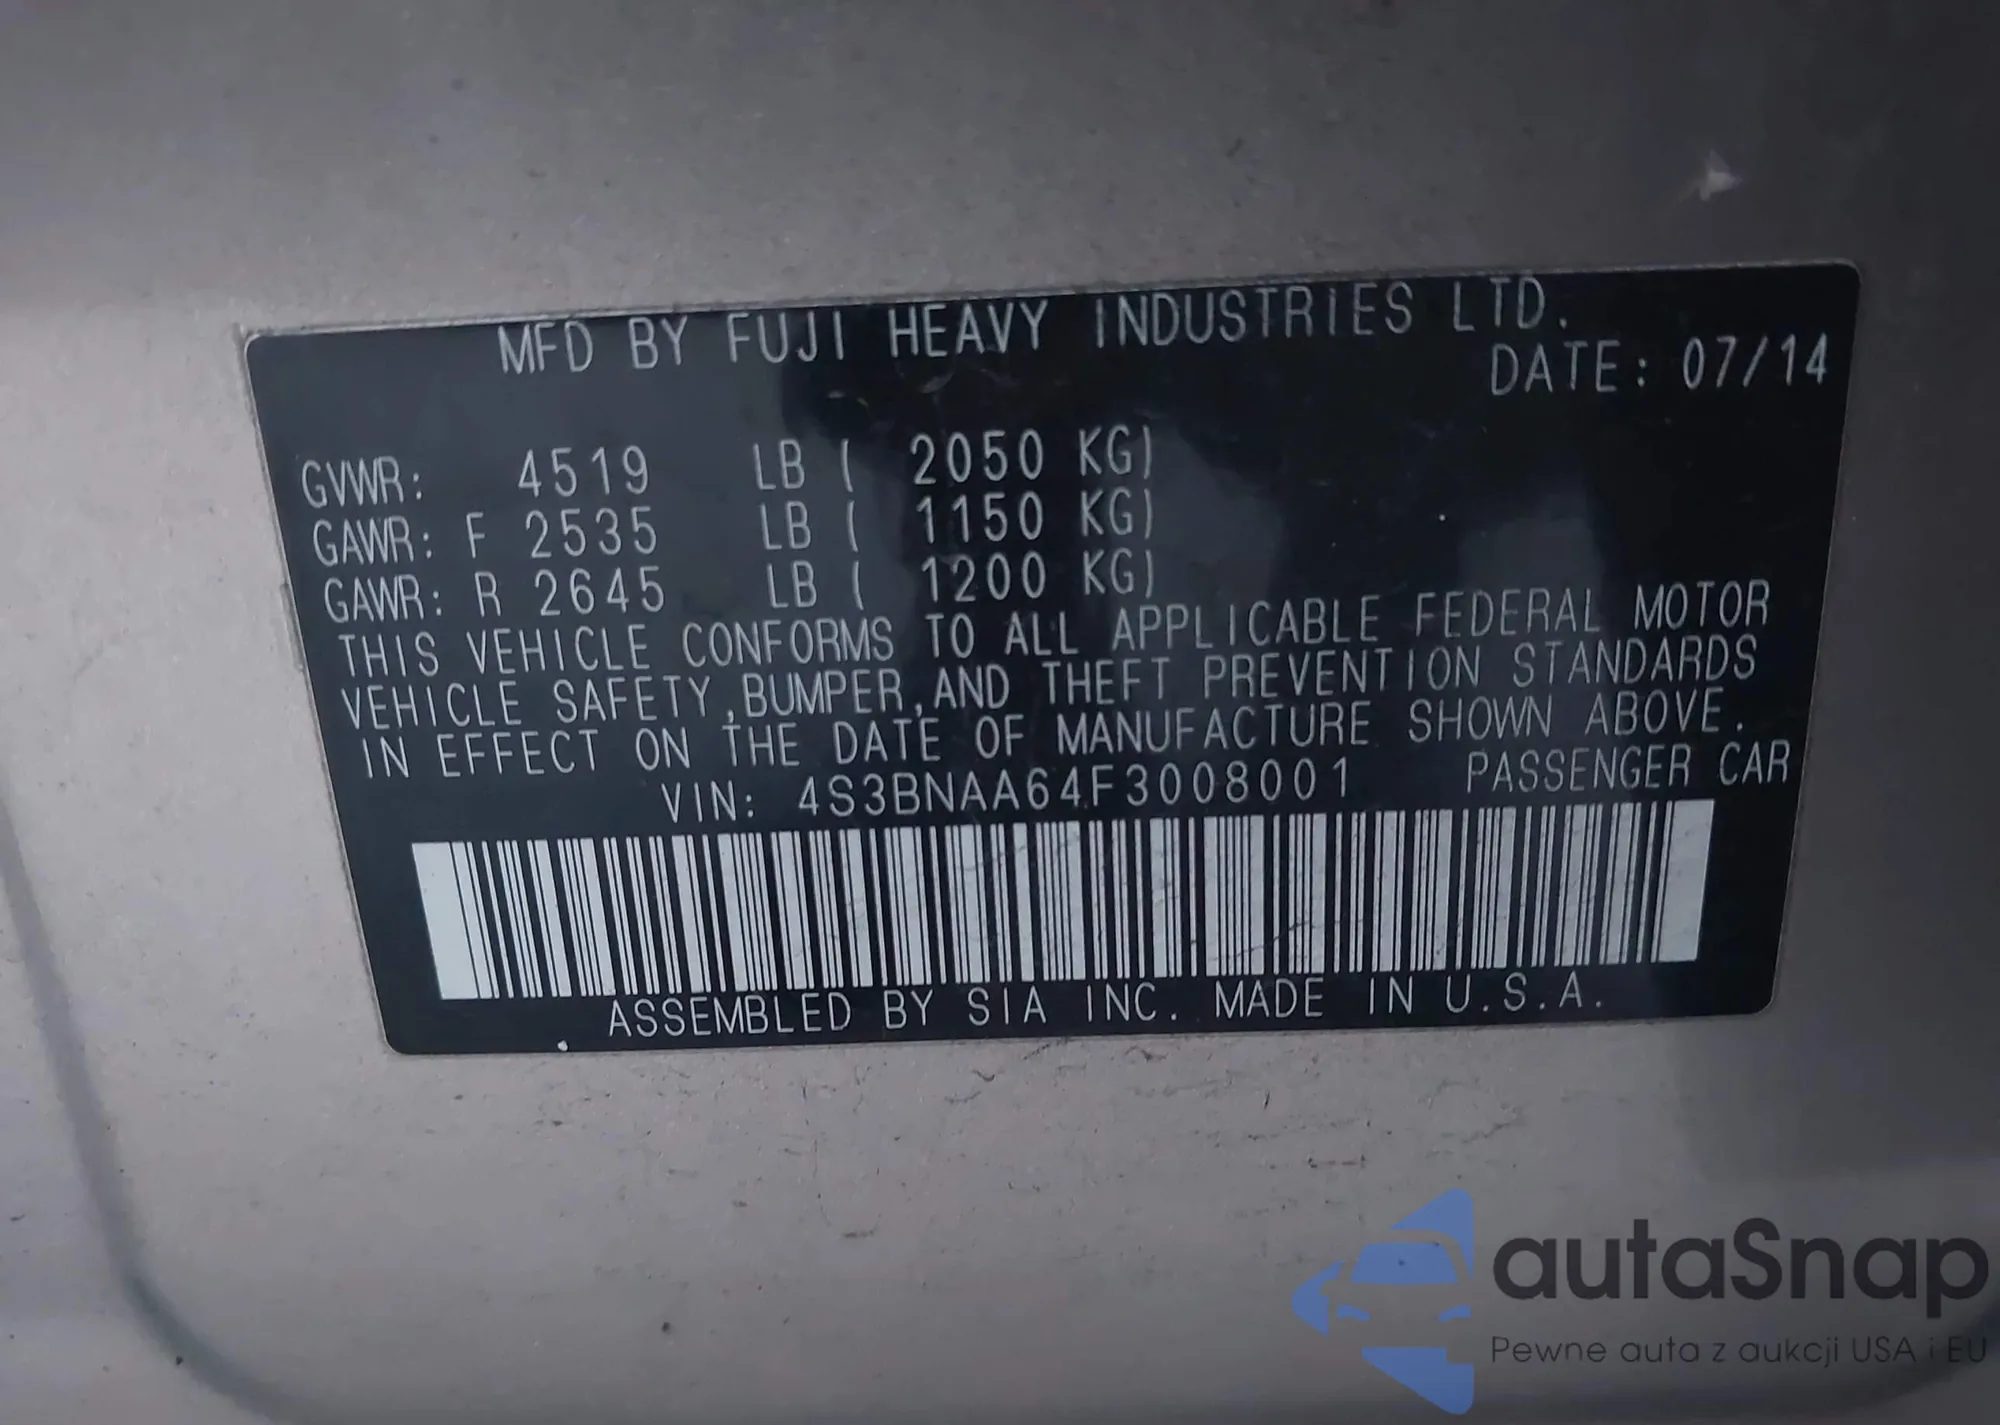 MFD BY FUJI HEAVY INDUSTRIES LTD.
DATE: 07/14
GVWR: 4519 LB ( 2050 KG)
GAWR: F 2535 LB ( 1150 KG)
GAWR: R 2645 LB ( 1200 KG)
THIS VEHICLE CONFORMS TO ALL APPLICABLE FEDERAL MOTOR
VEHICLE SAFETY,BUMPER,AND THEFT PREVENTION STANDARDS
IN EFFECT ON THE DATE OF MANUFACTURE SHOWN ABOVE.
VIN: 4S3BNAA64F3008001 PASSENGER CAR
ASSEMBLED BY SIA INC. MADE IN U.S.A.
autaSnap
Pewne auta z aukcji USA i EU